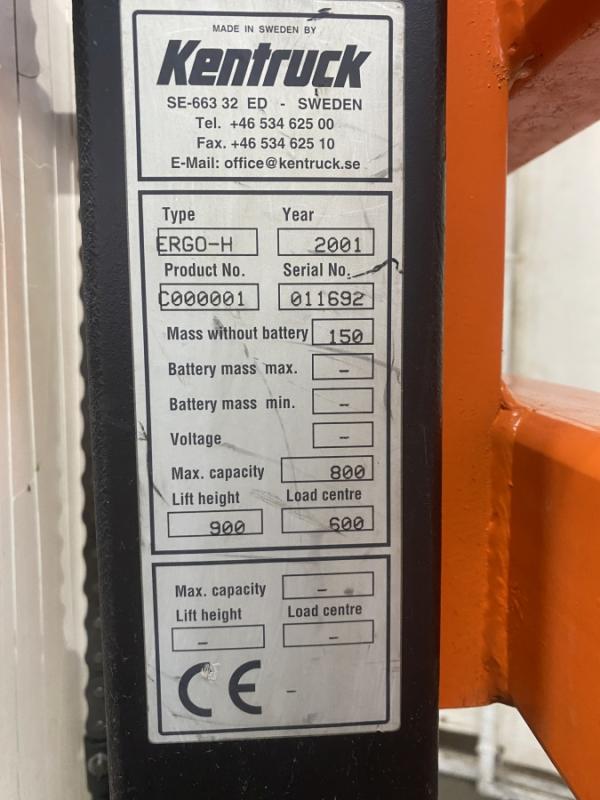 MADE IN SWEDEN BY
Kentruck
SE-663 32 ED - SWEDEN
Tel. +46 534 625 00
Fax. +46 534 625 10
E-Mail: office@kentruck.se
Type Year
ERGO-H 2001
Product No. Serial No.
C000001 011692
Mass without battery 150
Battery mass max. -
Battery mass min. -
Voltage -
Max. capacity 800
Lift height Load centre
900 600
Max. capacity -
Lift height Load centre
- -
CE -